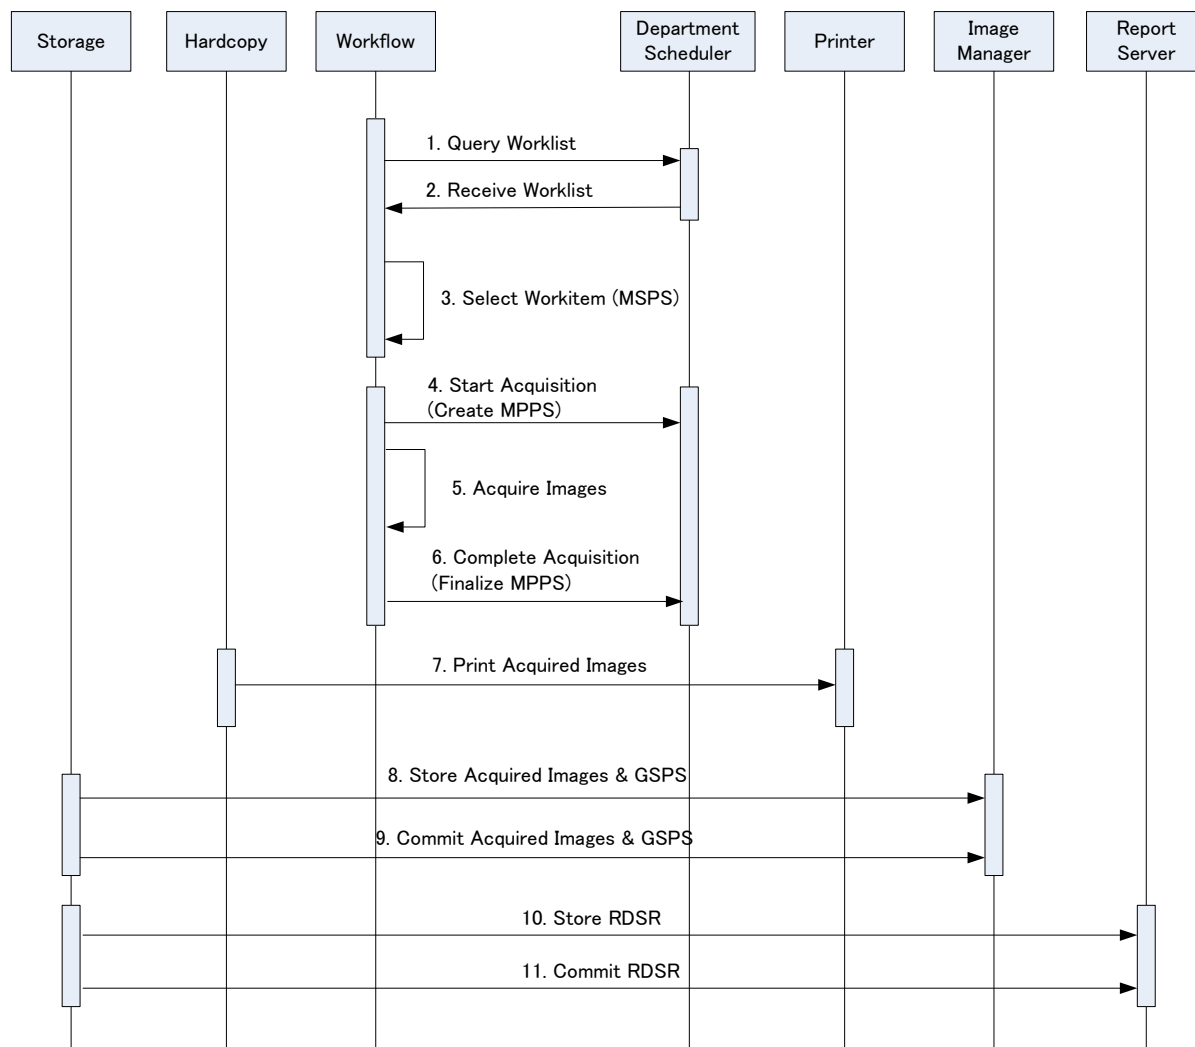 Storage
Hardcopy
Workflow
Department
Scheduler
Printer
Image
Manager
Report
Server
1. Query Worklist
2. Receive Worklist
3. Select Workitem (MSPS)
4. Start Acquisition
(Create MPPS)
5. Acquire Images
6. Complete Acquisition
(Finalize MPPS)
7. Print Acquired Images
8. Store Acquired Images & GSPS
9. Commit Acquired Images & GSPS
10. Store RDSR
11. Commit RDSR